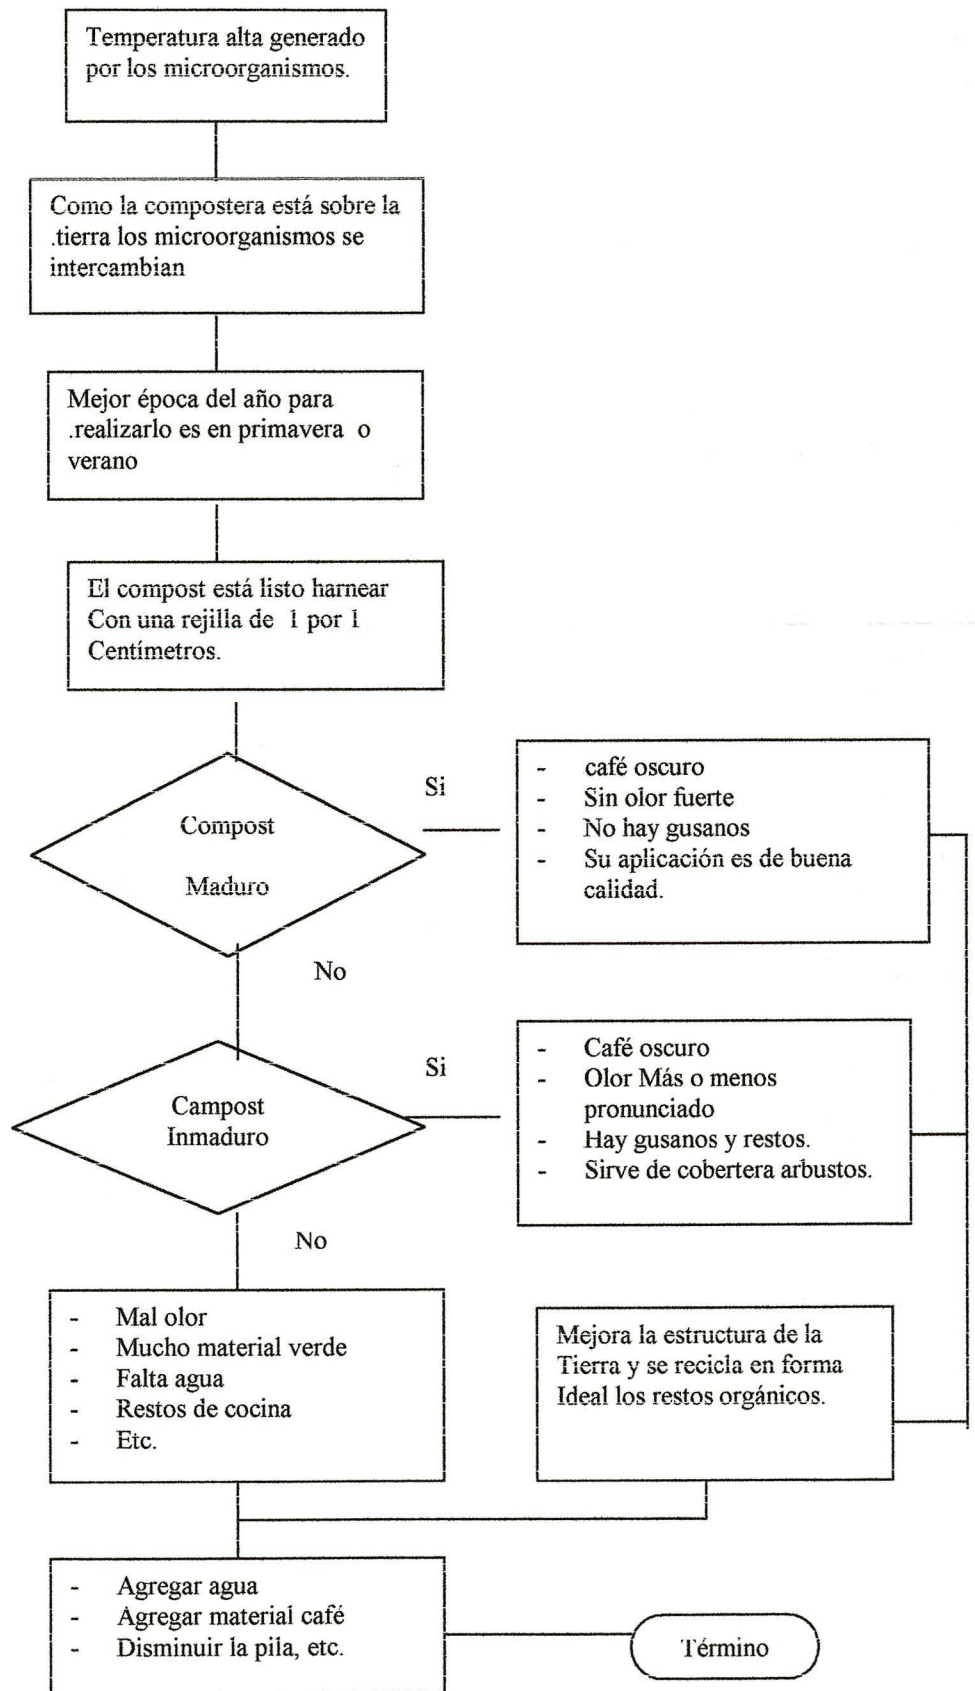 Temperatura alta generado
por los microorganismos.
Como la compostera está sobre la
.tierra los microorganismos se
intercambian
Mejor época del año para
.realizarlo es en primavera o
verano
El compost está listo harnear
Con una rejilla de 1 por 1
Centímetros.
Compost
Maduro
Si
- café oscuro
- Sin olor fuerte
- No hay gusanos
- Su aplicación es de buena
calidad.
No
Campost
Inmaduro
Si
- Café oscuro
- Olor Más o menos
pronunciado
- Hay gusanos y restos.
- Sirve de cobertera arbustos.
No
- Mal olor
- Mucho material verde
- Falta agua
- Restos de cocina
- Etc.
Mejora la estructura de la
Tierra y se recicla en forma
Ideal los restos orgánicos.
- Agregar agua
- Agregar material café
- Disminuir la pila, etc.
Término